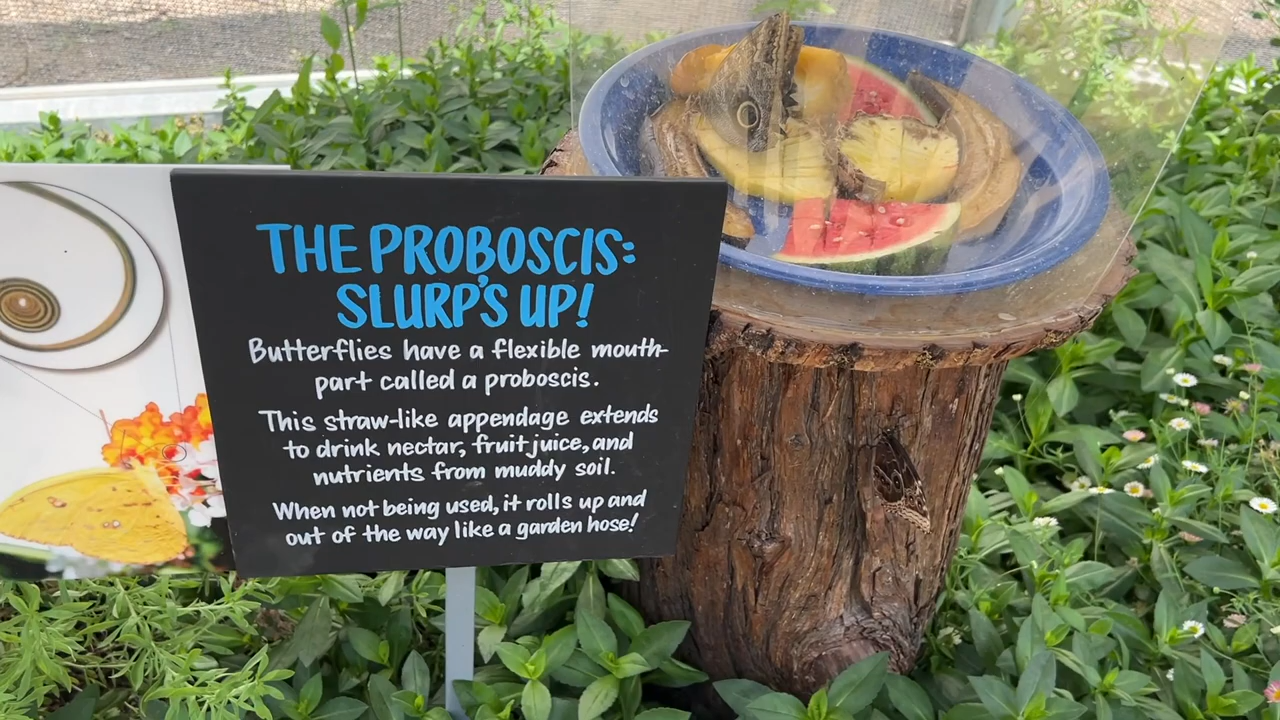 THE PROBOSCIS:
SLURP'S UP!
Butterflies have a flexible mouth-
part called a proboscis.
This straw-like appendage extends
to drink nectar, fruit juice, and
nutrients from muddy soil.
When not being used, it rolls up and
out of the way like a garden hose!